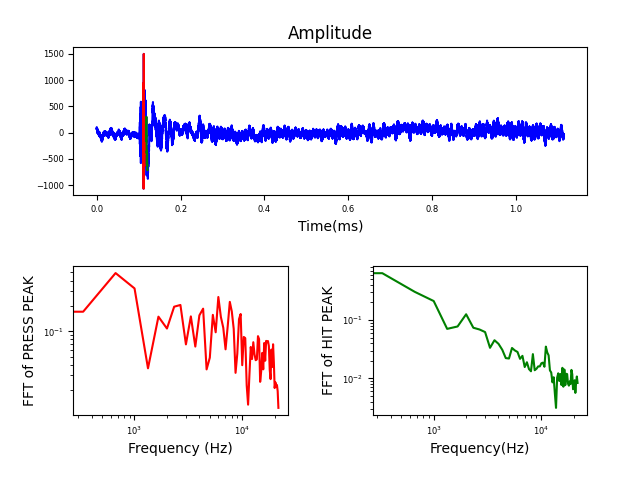 Amplitude
1500
1000
500
0
−500
−1000
0.0 0.2 0.4 0.6 0.8 1.0
Time(ms)
FFT of PRESS PEAK
10⁻¹
10³ 10⁴
Frequency (Hz)
FFT of HIT PEAK
10⁻¹
10⁻²
10³ 10⁴
Frequency(Hz)